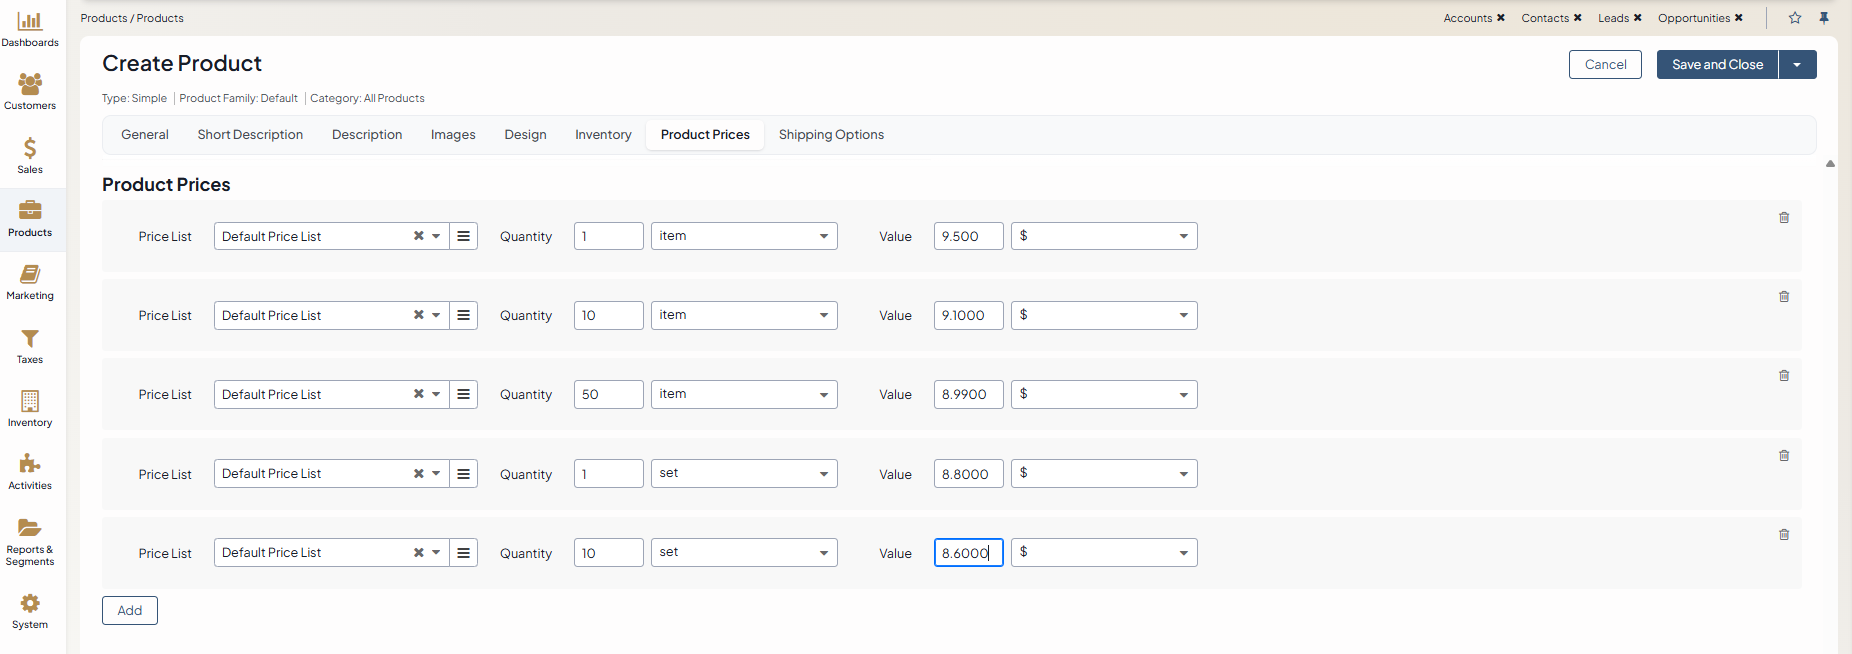 Dashboards
Customers
Sales
Products
Marketing
Taxes
Inventory
Activities
Reports &
Segments
System
Products / Products
Accounts ✖ Contacts ✖ Leads ✖ Opportunities ✖
Create Product
Cancel Save and Close
Type: Simple Product Family: Default Category: All Products
General Short Description Description Images Design Inventory Product Prices Shipping Options
Product Prices
Price List Default Price List Quantity 1 item Value 9.500 $
Price List Default Price List Quantity 10 item Value 9.1000 $
Price List Default Price List Quantity 50 item Value 8.9900 $
Price List Default Price List Quantity 1 set Value 8.8000 $
Price List Default Price List Quantity 10 set Value 8.6000 $
Add